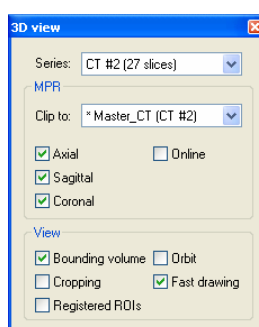 3D view
Series: CT #2 (27 slices)
MPR
Clip to: * Master_CT (CT #2)
Axial Online
Sagittal
Coronal
View
Bounding volume Orbit
Cropping Fast drawing
Registered ROIs